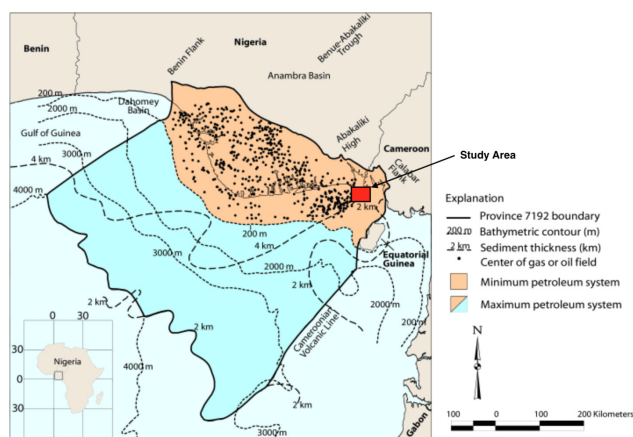 Benin
Nigeria
Benin Flank
Benue-Abakaliki
Trough
Anambra Basin
200 m
2000 m
Dahomey
Basin
Abakaliki
High
Cameroon
Gulf of Guinea
3000 m
4 km
4000 m
Calabar
Flank
Study Area
2 km
200 m
4 km
3000 m
2000 m
2 km
Equatorial
Guinea
2 km
2000 m
200 m
2 km
Cameroonian
Volcanic Line
4000 m
2 km
3000 m
Gabon
0 30
30
0
30
Nigeria
Explanation
Province 7192 boundary
200 m Bathymetric contour (m)
2 km Sediment thickness (km)
Center of gas or oil field
Minimum petroleum system
Maximum petroleum system
N
100 0 100 200 Kilometers